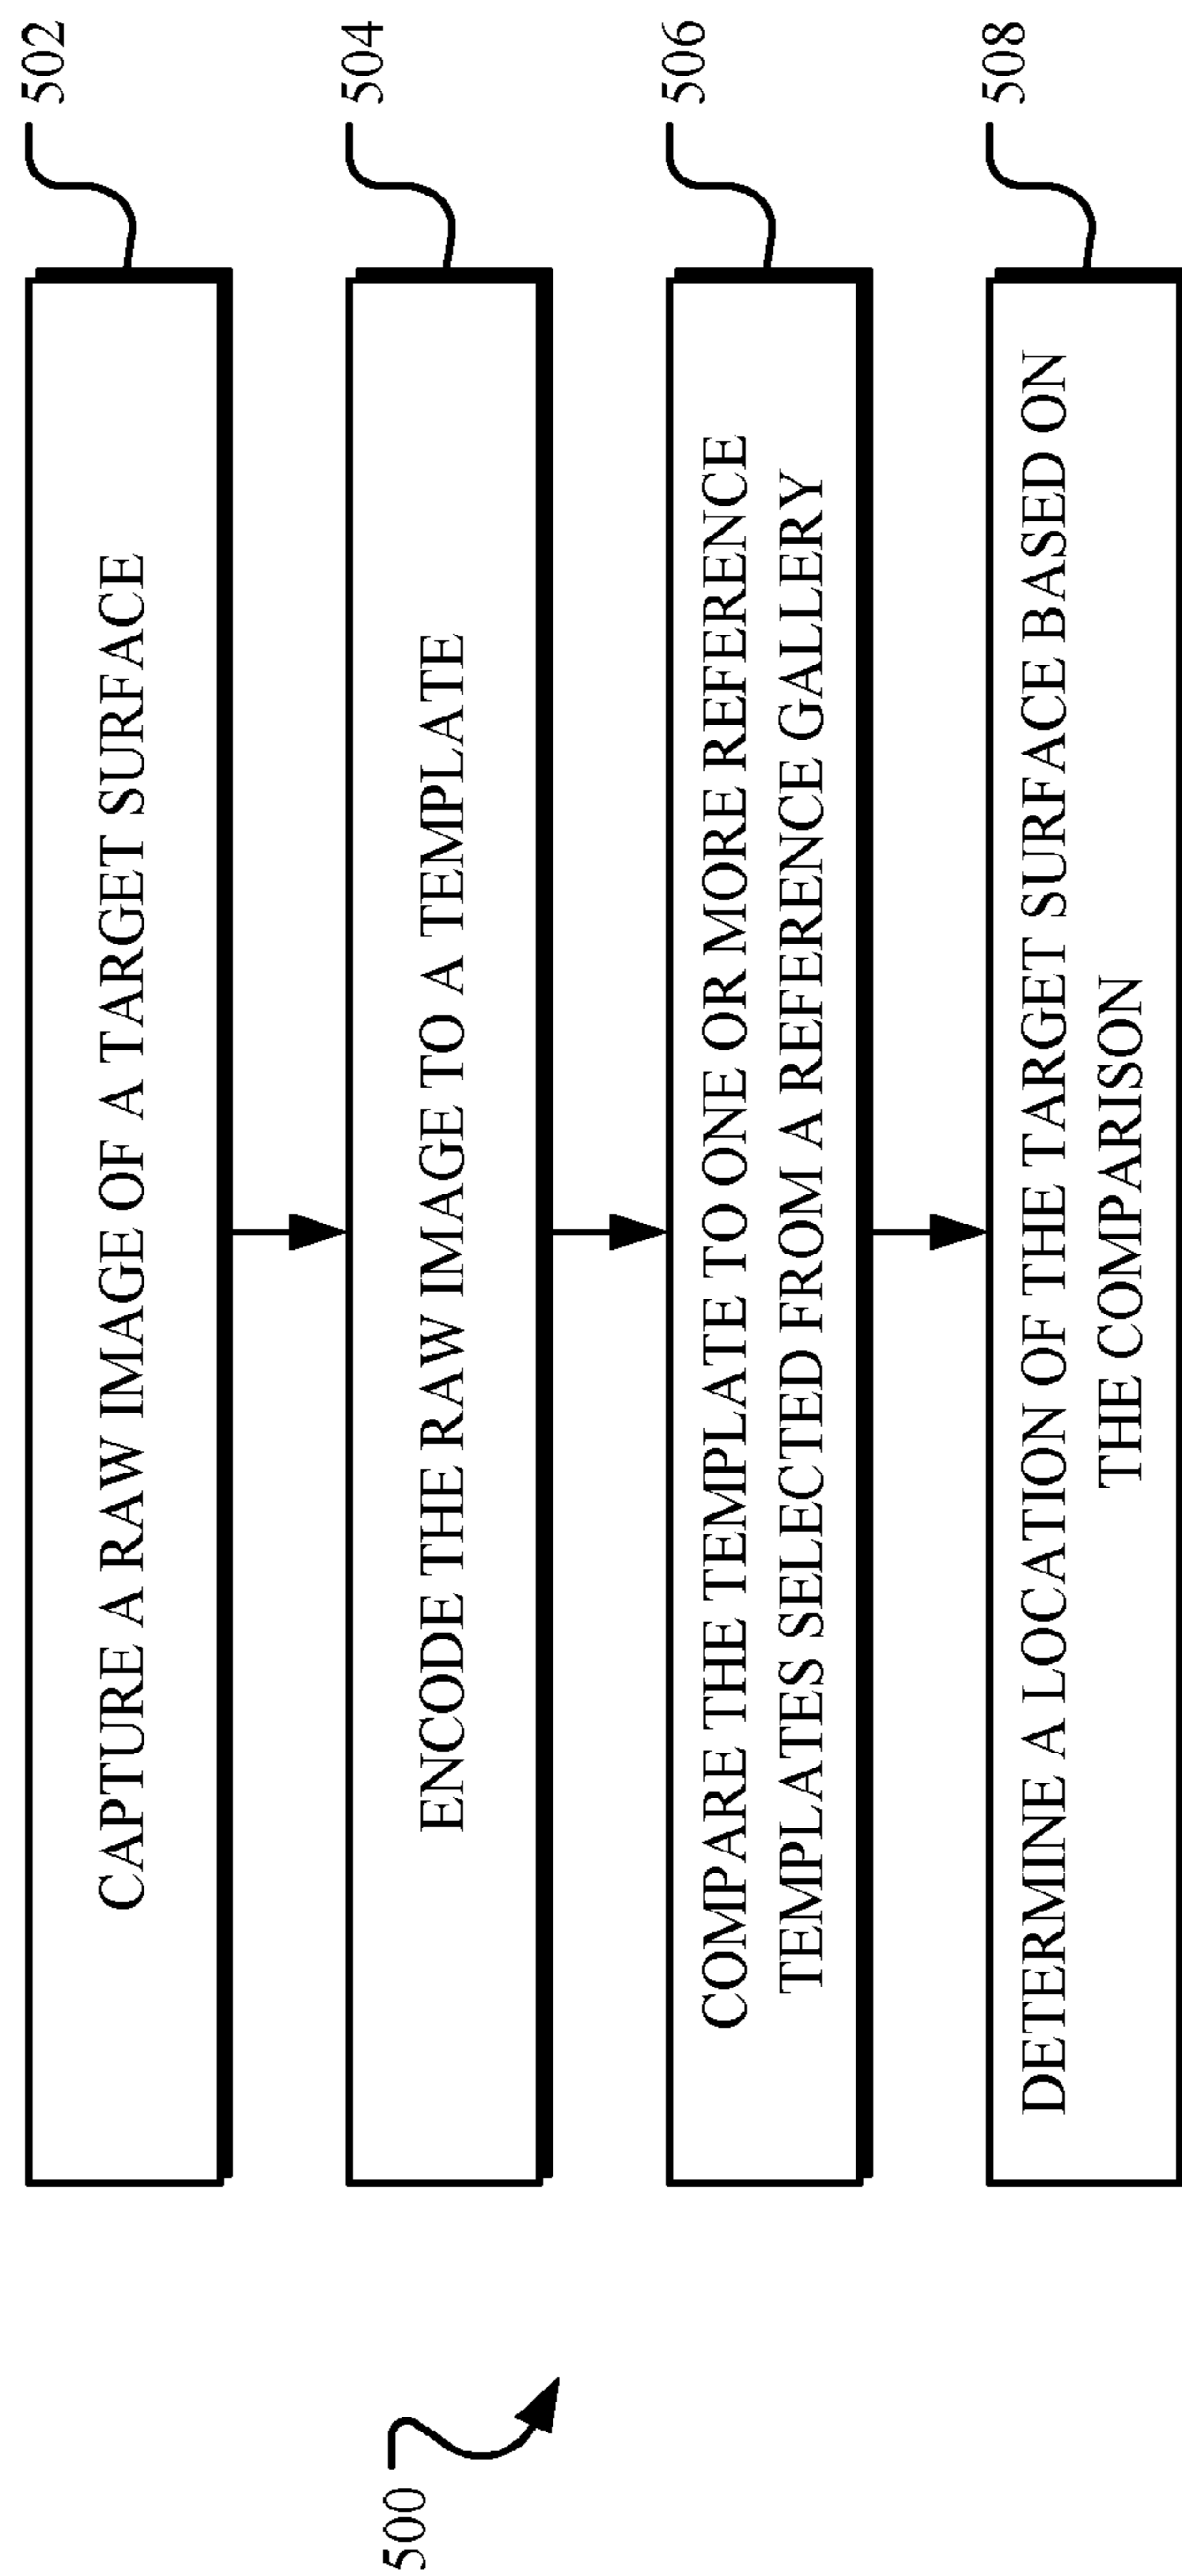 500
CAPTURE A RAW IMAGE OF A TARGET SURFACE
502
ENCODE THE RAW IMAGE TO A TEMPLATE
504
COMPARE THE TEMPLATE TO ONE OR MORE REFERENCE
TEMPLATES SELECTED FROM A REFERENCE GALLERY
506
DETERMINE A LOCATION OF THE TARGET SURFACE BASED ON
THE COMPARISON
508